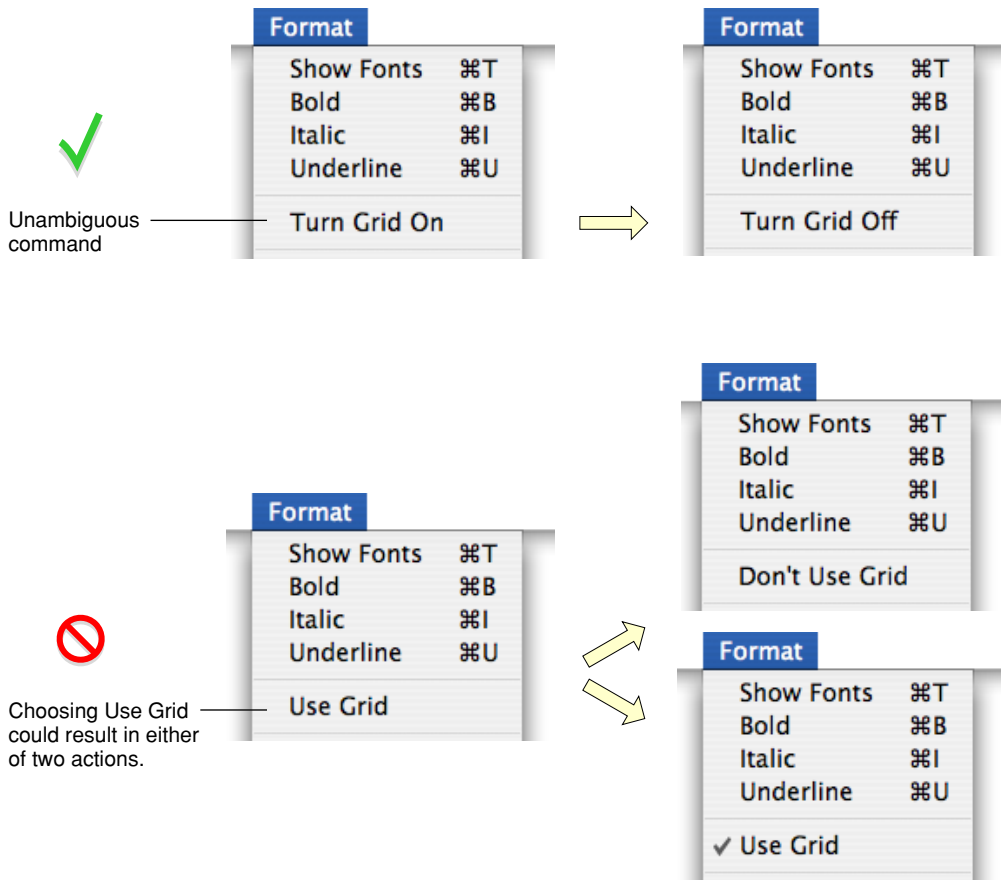 Format
Show Fonts ⌘T
Bold ⌘B
Italic ⌘I
Underline ⌘U
Turn Grid On
Unambiguous
command
Format
Show Fonts ⌘T
Bold ⌘B
Italic ⌘I
Underline ⌘U
Turn Grid Off
Format
Show Fonts ⌘T
Bold ⌘B
Italic ⌘I
Underline ⌘U
Use Grid
Choosing Use Grid
could result in either
of two actions.
Format
Show Fonts ⌘T
Bold ⌘B
Italic ⌘I
Underline ⌘U
Don't Use Grid
Format
Show Fonts ⌘T
Bold ⌘B
Italic ⌘I
Underline ⌘U
✓ Use Grid